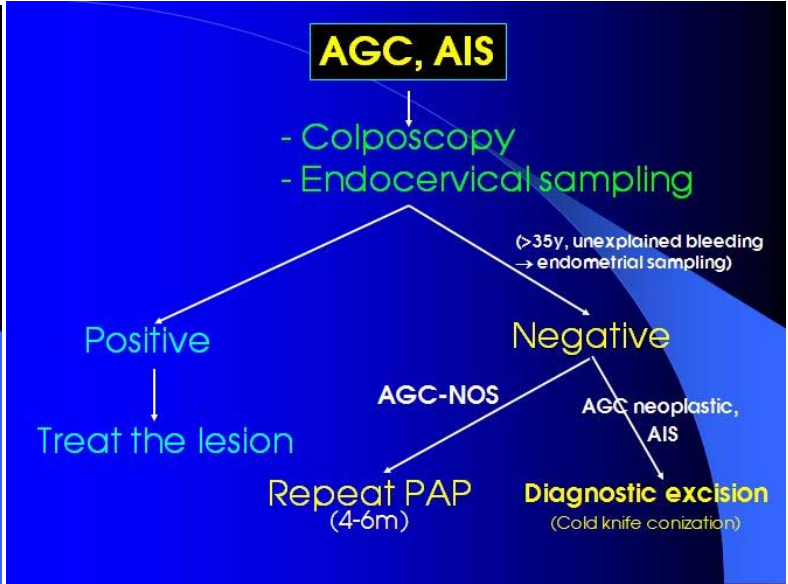 AGC, AIS
- Colposcopy
- Endocervical sampling
(>35y, unexplained bleeding
→ endometrial sampling)
Positive
Negative
AGC-NOS
AGC neoplastic,
AIS
Treat the lesion
Repeat PAP
(4-6m)
Diagnostic excision
(Cold knife conization)